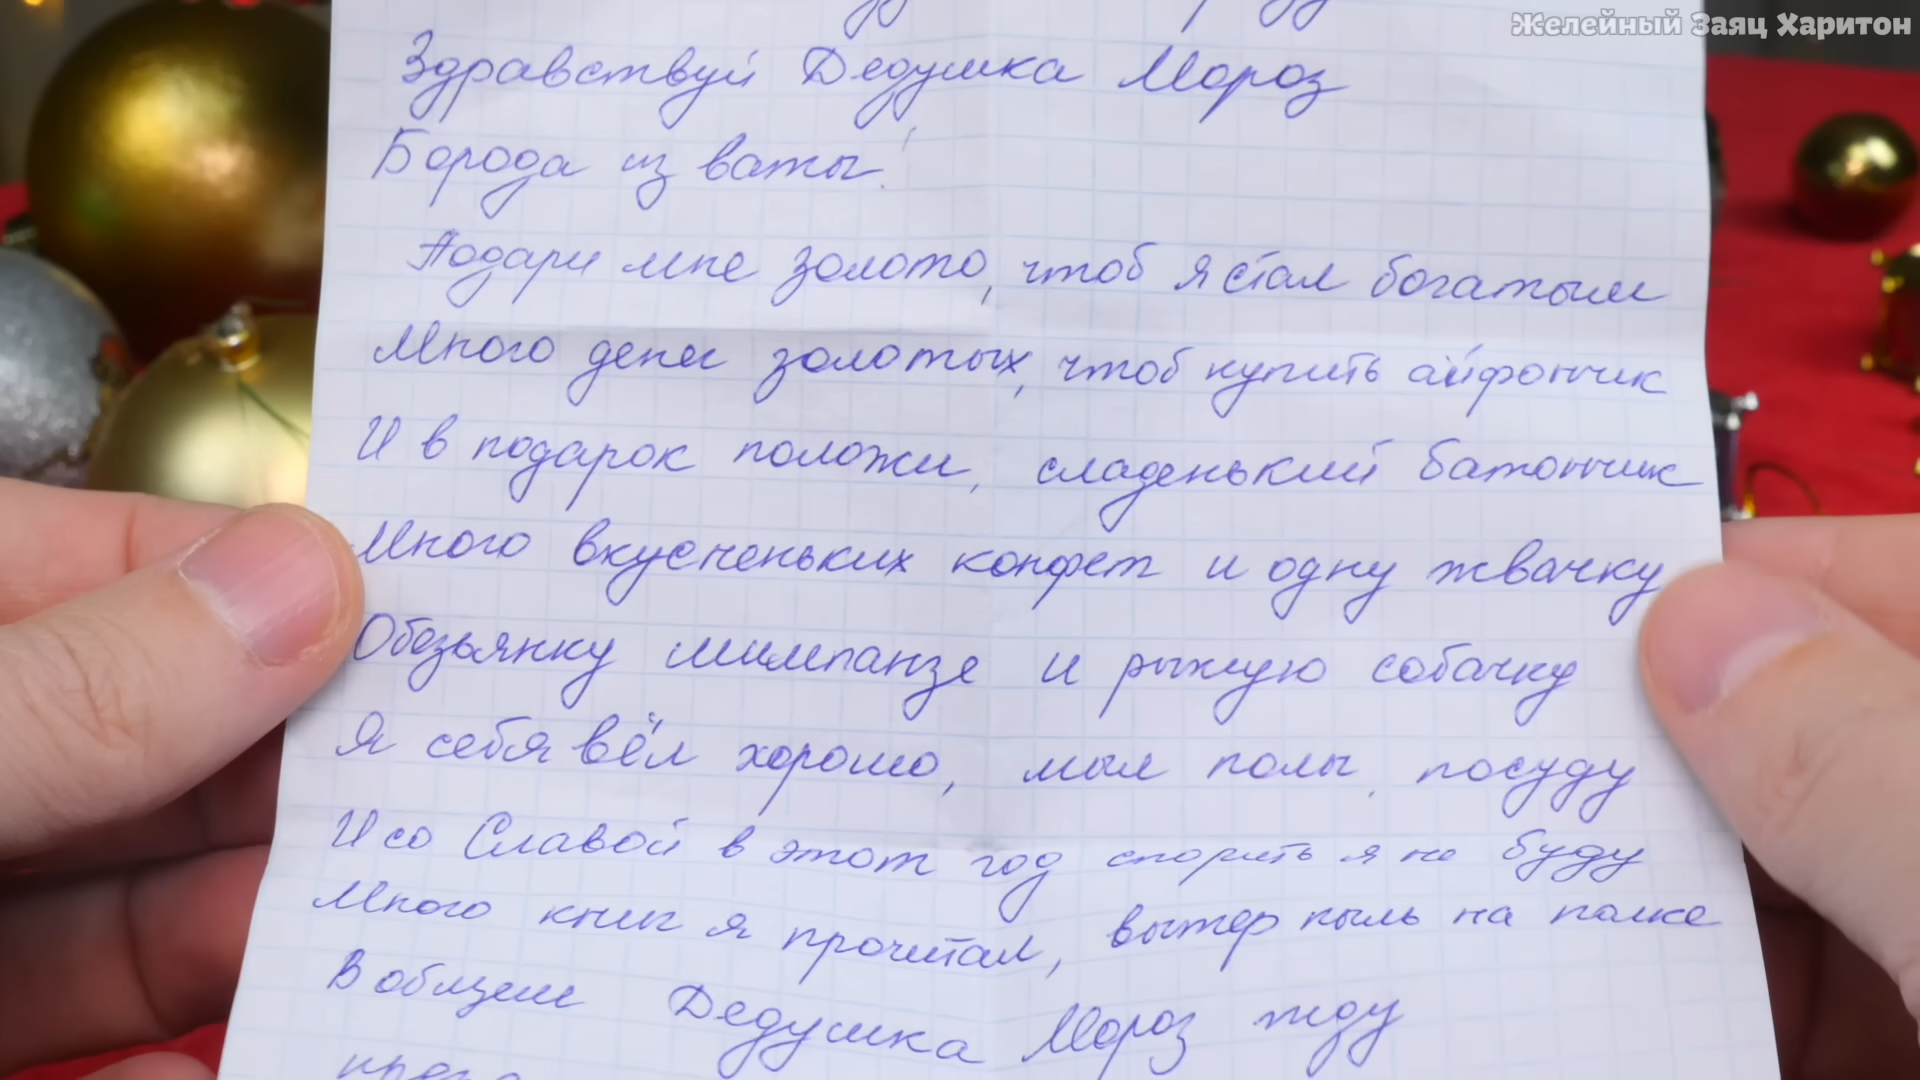 Желейный Заяц Харитон
Здравствуй Дедушка Мороз
Борода из ваты!
Подари мне золото, чтоб я стал богатым
Много денег золотых, чтоб купить айфончик
И в подарок положи, сладенький батончик
Много вкусненьких конфет и одну жвачку
Обезьянку шимпанзе и рыжую собачку
Я себя вёл хорошо, мыл полы, посуду
И со Славой в этот год спорить я не буду
Много книг я прочитал, вытер пыль на полке
В общем Дедушка Мороз жду